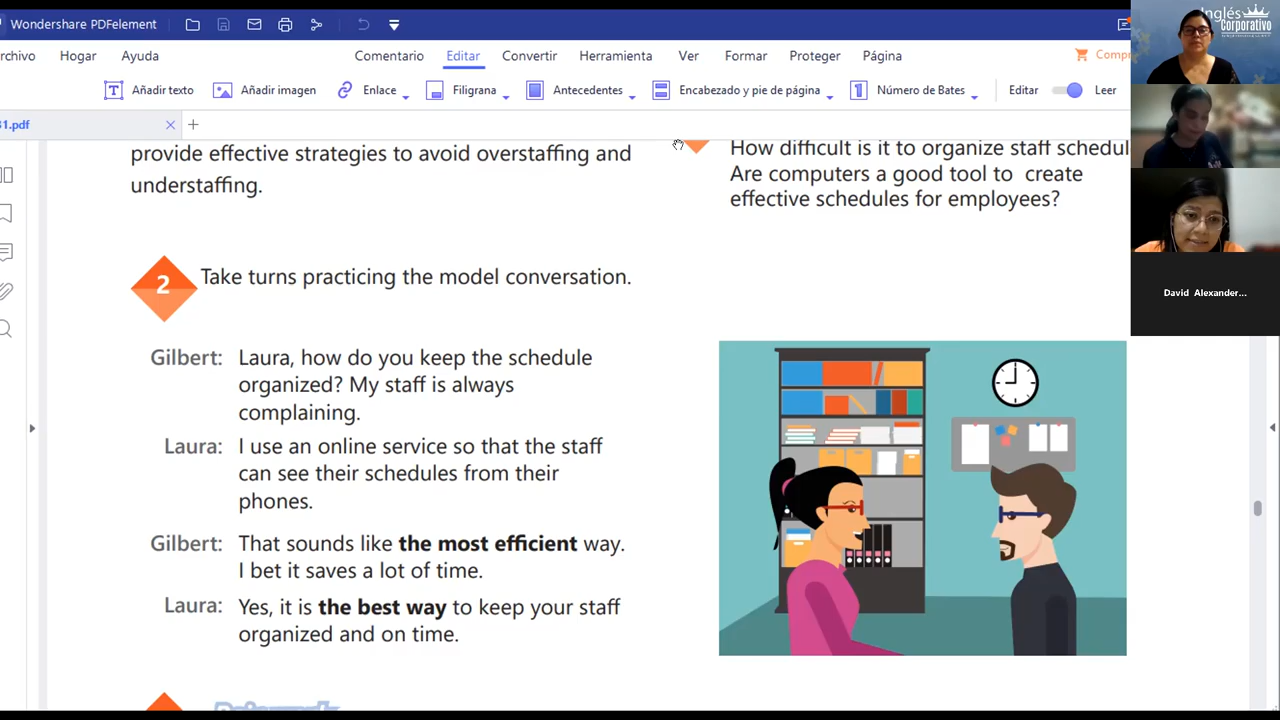 Wondershare PDFelement
rchivo Hogar Ayuda Comentario Editar Convertir Herramienta Ver Formar Proteger Página Compr
Añadir texto Añadir imagen Enlace Filigrana Antecedentes Encabezado y pie de página Número de Bates Editar Leer
31.pdf
Inglés
Corporativo
David Alexander...
provide effective strategies to avoid overstaffing and
understaffing.
How difficult is it to organize staff schedul
Are computers a good tool to create
effective schedules for employees?
2 Take turns practicing the model conversation.
Gilbert: Laura, how do you keep the schedule
organized? My staff is always
complaining.
Laura: I use an online service so that the staff
can see their schedules from their
phones.
Gilbert: That sounds like the most efficient way.
I bet it saves a lot of time.
Laura: Yes, it is the best way to keep your staff
organized and on time.